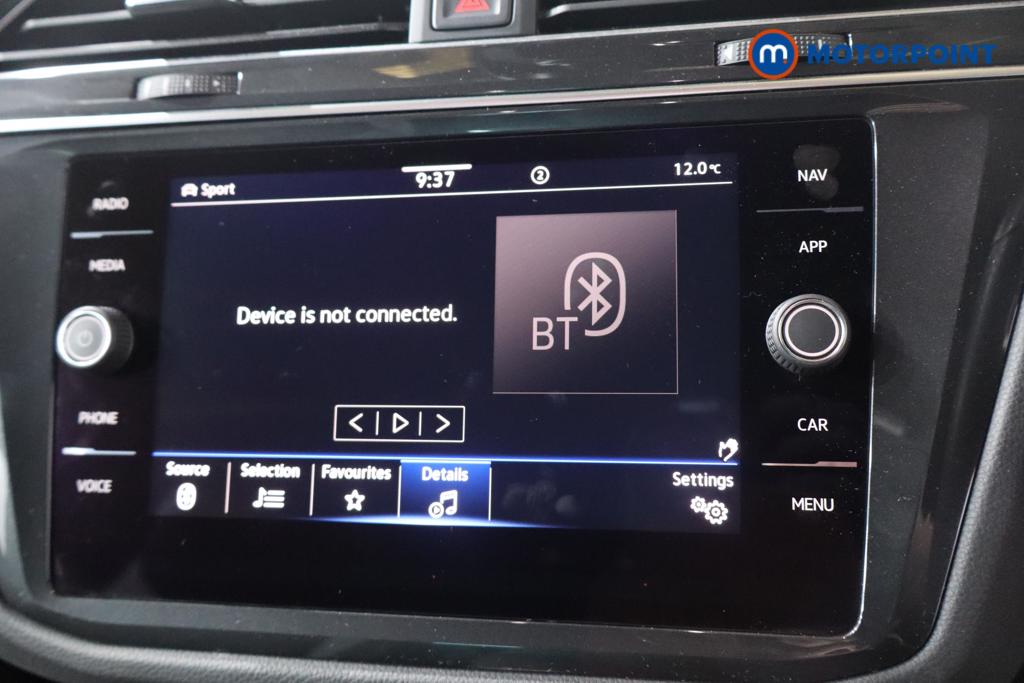 m MOTORPOINT
Sport 9:37 2 12.0°C
RADIO
MEDIA
PHONE
VOICE
Device is not connected.
BT
Source Selection Favourites Details Settings
NAV
APP
CAR
MENU